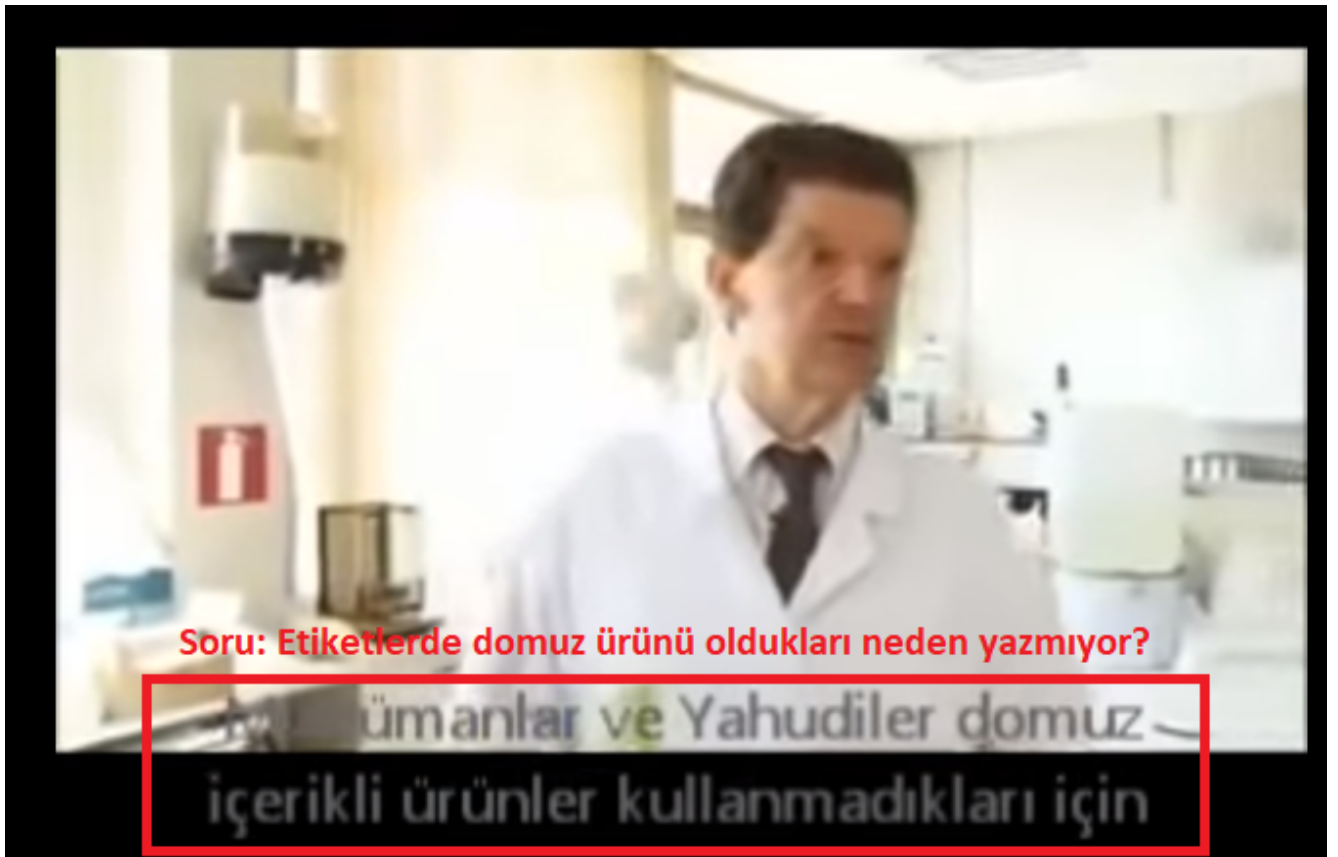 Soru: Etiketlerde domuz ürünü oldukları neden yazmıyor?
ve Yahudiler domuz
içerikli ürünler kullanmadıkları için